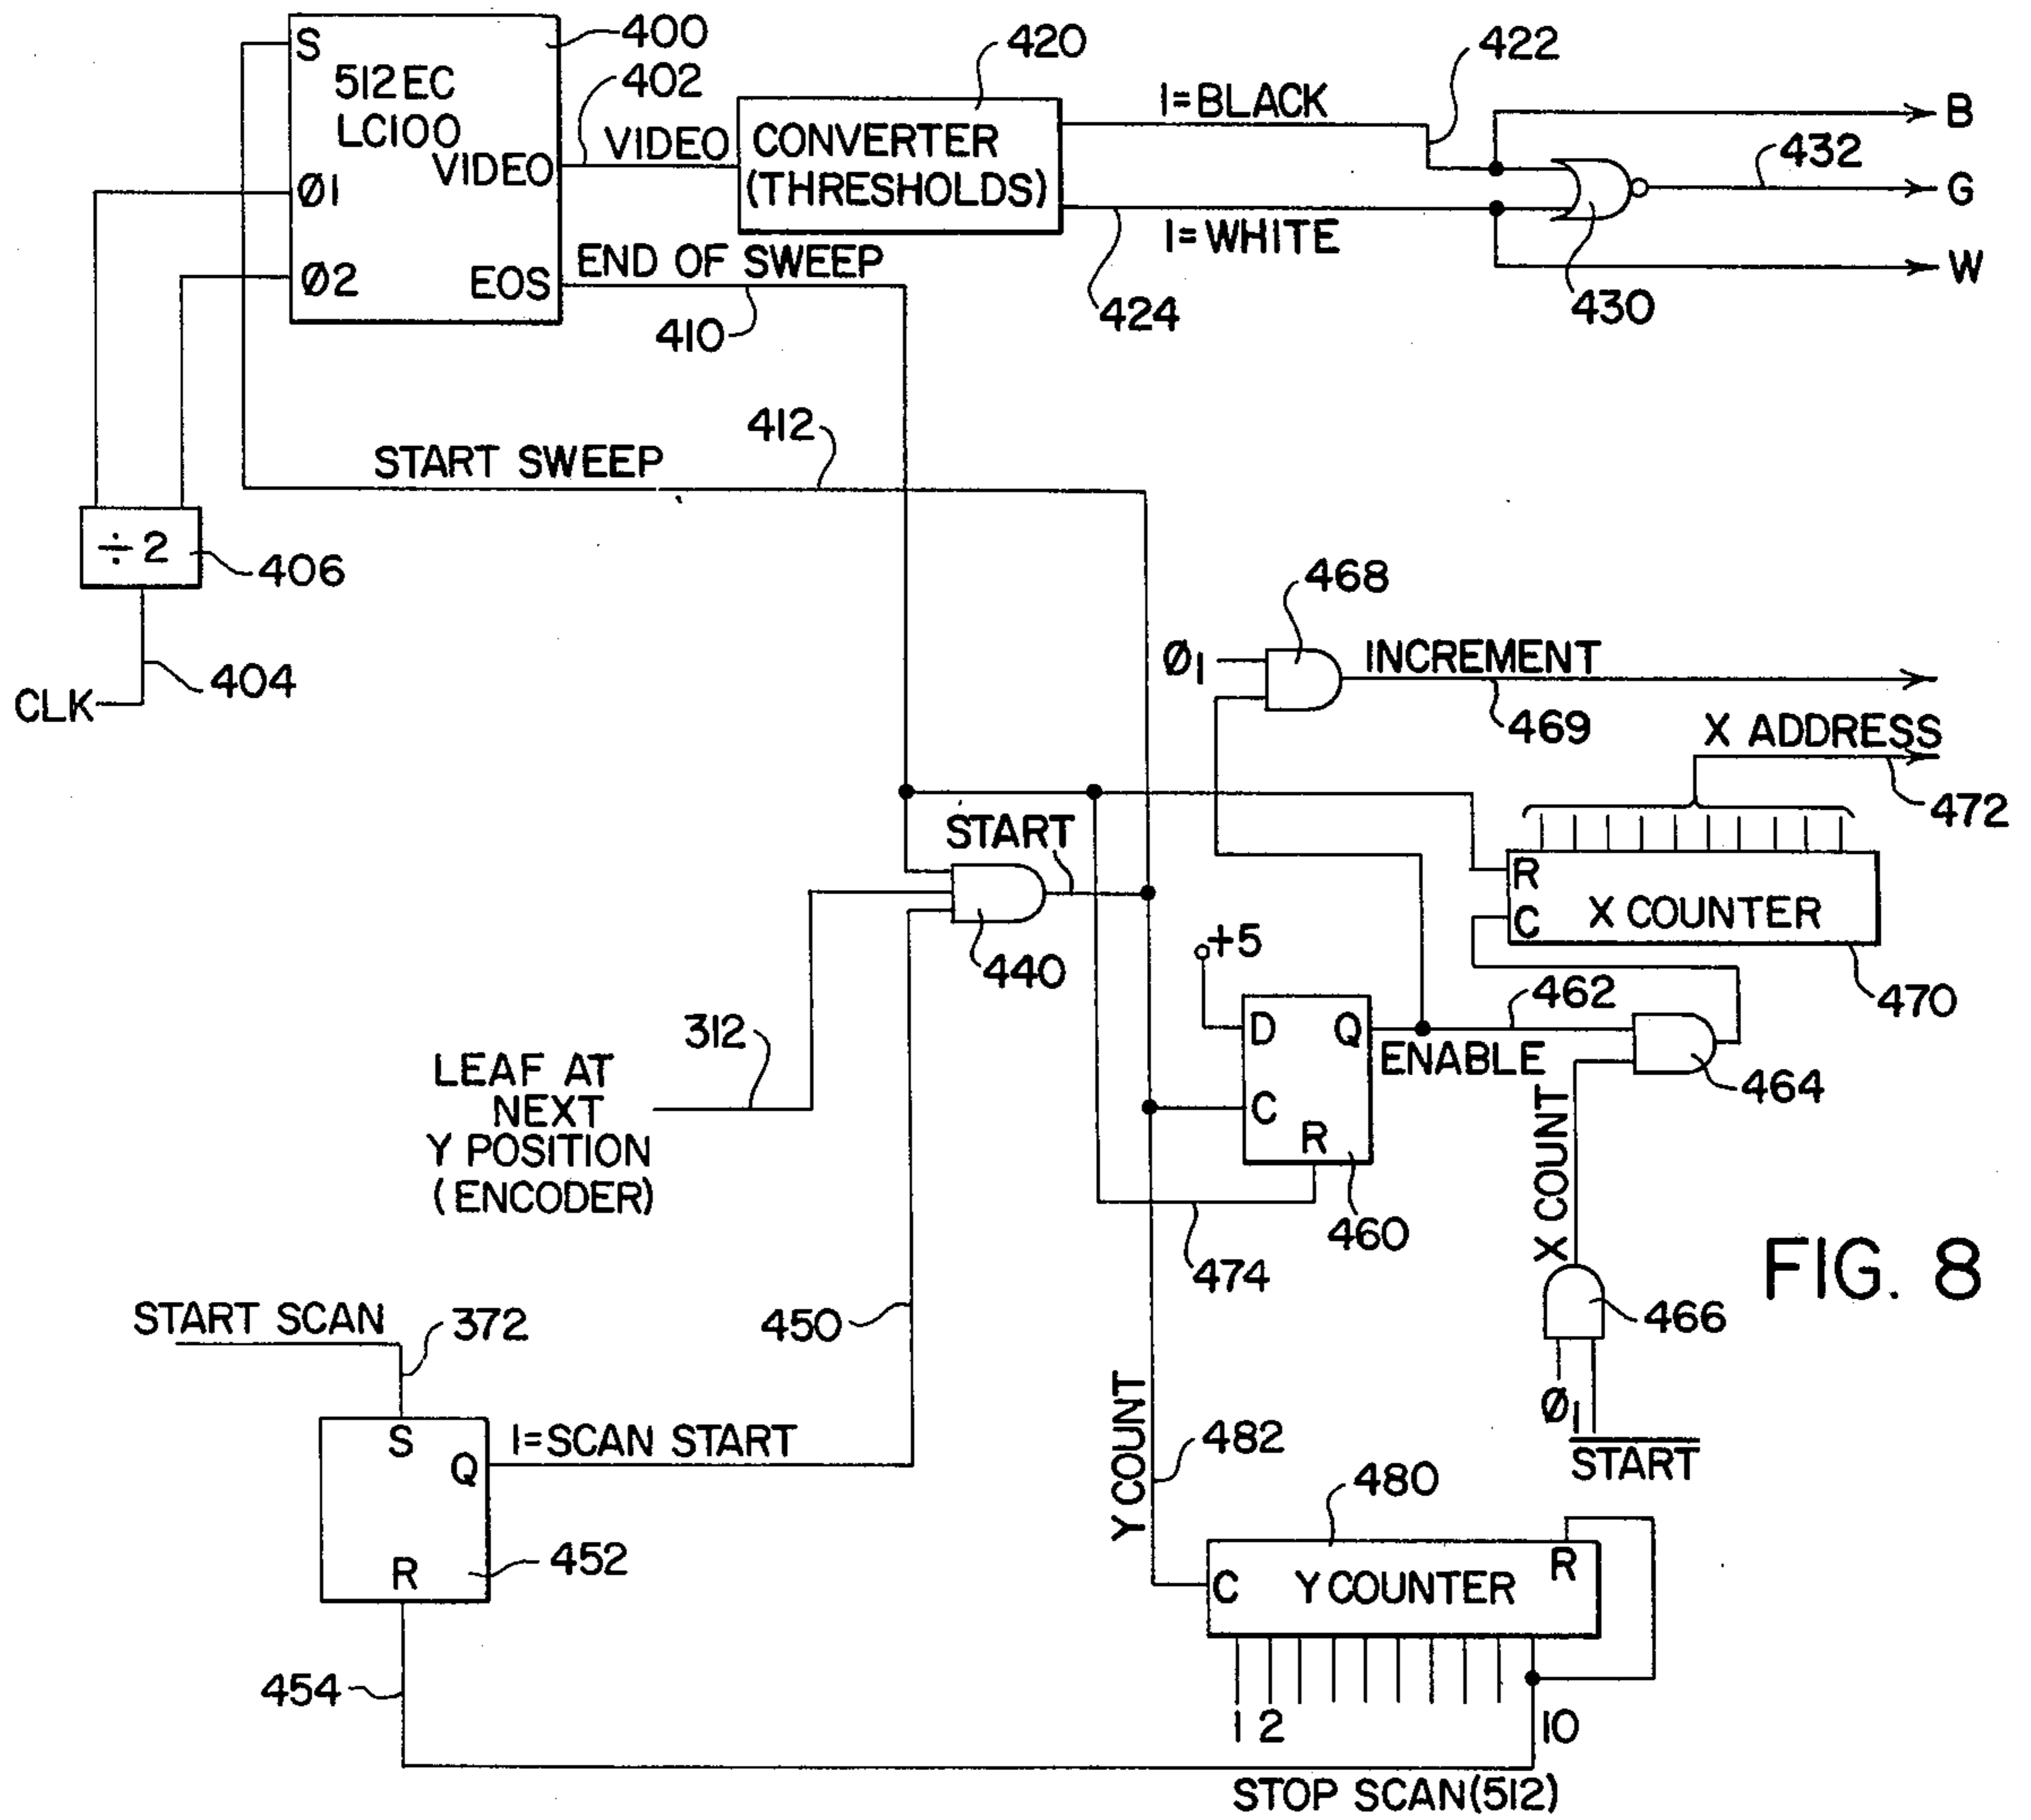 S
512EC
LC100
VIDEO
Ø1
Ø2
EOS
400
402
VIDEO
420
CONVERTER
(THRESHOLDS)
1=BLACK
422
B
432
G
1=WHITE
424
430
W
END OF SWEEP
410
412
START SWEEP
÷2
406
404
CLK
468
Ø1
INCREMENT
469
X ADDRESS
472
START
R
C
X COUNTER
470
440
+5
462
D
Q
ENABLE
464
312
LEAF AT
NEXT
Y POSITION
(ENCODER)
C
R
460
474
X COUNT
FIG. 8
466
Ø1
START
START SCAN
372
450
S
Q
1=SCAN START
R
452
454
Y COUNT
482
480
C
Y COUNTER
R
1 2
10
STOP SCAN(512)